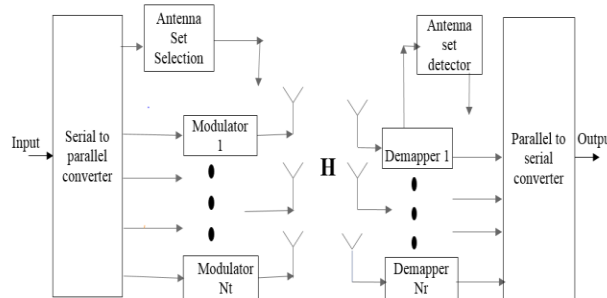 Antenna
Set
Selection
Antenna
set
detector
Input
Serial to
parallel
converter
Modulator
1
H
Demapper 1
Parallel to
serial
converter
Output
Modulator
Nt
Demapper
Nr